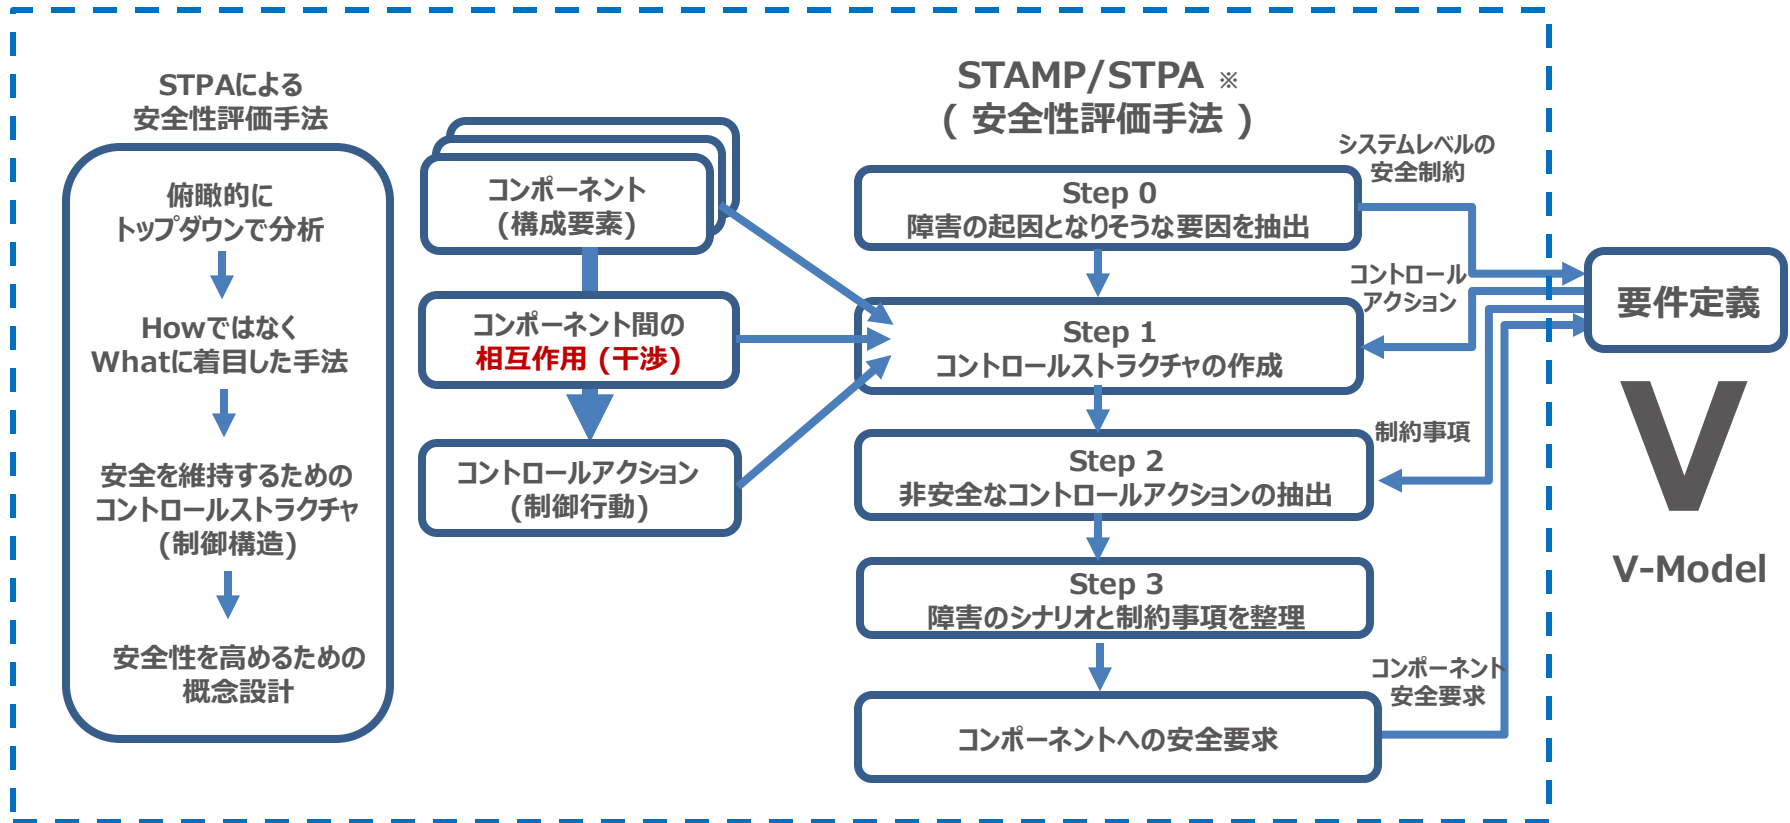 STPAによる
安全性評価手法
俯瞰的に
トップダウンで分析
Howではなく
Whatに着目した手法
安全を維持するための
コントロールストラクチャ
(制御構造)
安全性を高めるための
概念設計
コンポーネント
(構成要素)
コンポーネント間の
相互作用 (干渉)
コントロールアクション
(制御行動)
STAMP/STPA ※
( 安全性評価手法 )
Step 0
障害の起因となりそうな要因を抽出
Step 1
コントロールストラクチャの作成
Step 2
非安全なコントロールアクションの抽出
Step 3
障害のシナリオと制約事項を整理
コンポーネントへの安全要求
システムレベルの
安全制約
コントロール
アクション
制約事項
コンポーネント
安全要求
要件定義
V
V-Model